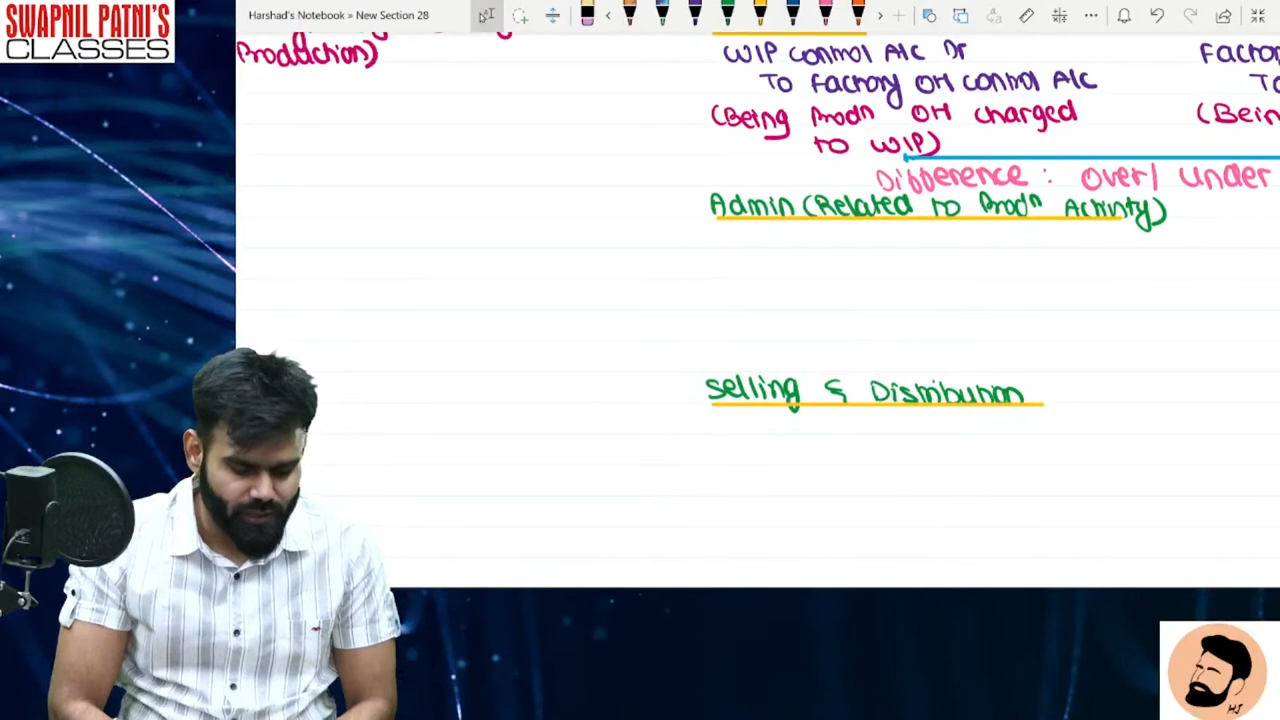 SWAPNIL PATNI'S
CLASSES
Harshad's Notebook » New Section 28
Production)
WIP Control A/c Dr
To Factory OH Control A/c
(Being Prodn OH charged
to WIP)
Factor
To
(Bein
Difference : Over/ Under
Admin (Related to Prodn Activity)
Selling & Distribution
HJ